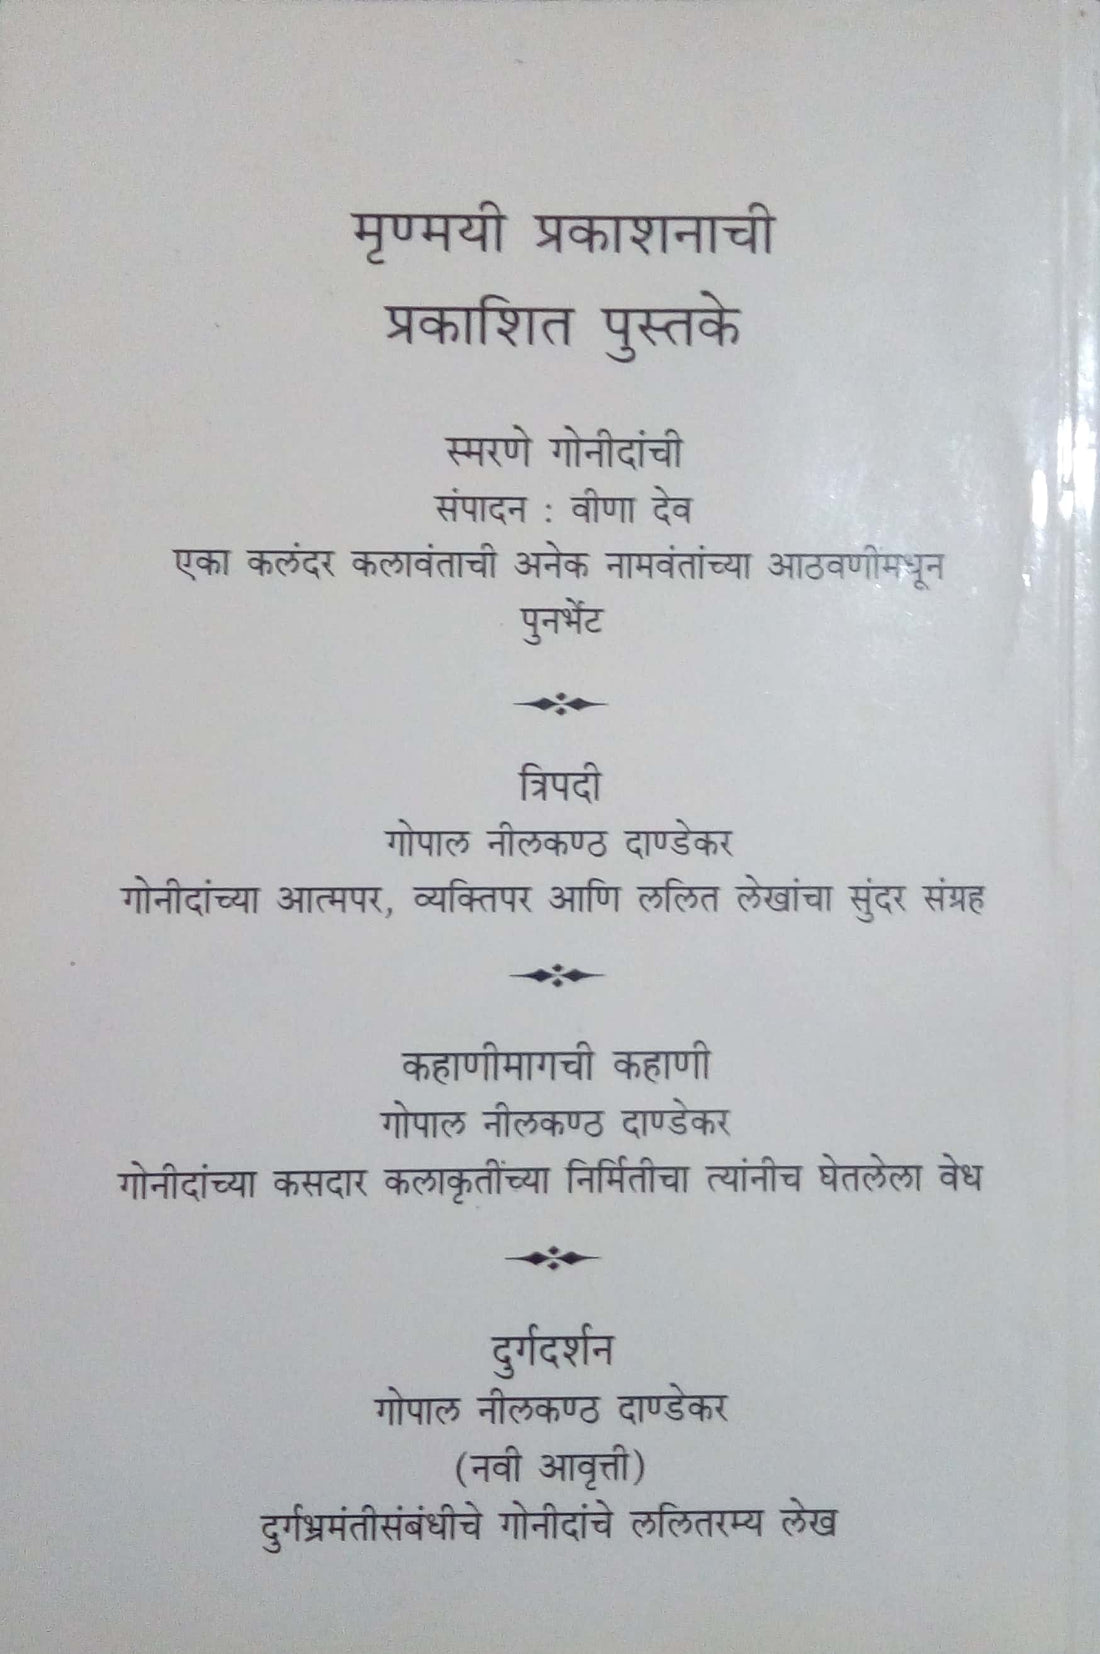 मृण्मयी प्रकाशनाची
प्रकाशित पुस्तके
स्मरणे गोनीदांची
संपादन : वीणा देव
एका कलंदर कलावंताची अनेक नामवंतांच्या आठवणींमधून
पुनर्भेट
त्रिपदी
गोपाल नीलकण्ठ दाण्डेकर
गोनीदांच्या आत्मपर, व्यक्तिपर आणि ललित लेखांचा सुंदर संग्रह
कहाणीमागची कहाणी
गोपाल नीलकण्ठ दाण्डेकर
गोनीदांच्या कसदार कलाकृतींच्या निर्मितीचा त्यांनीच घेतलेला वेध
दुर्गदर्शन
गोपाल नीलकण्ठ दाण्डेकर
(नवी आवृत्ती)
दुर्गभ्रमंतीसंबंधीचे गोनीदांचे ललितरम्य लेख